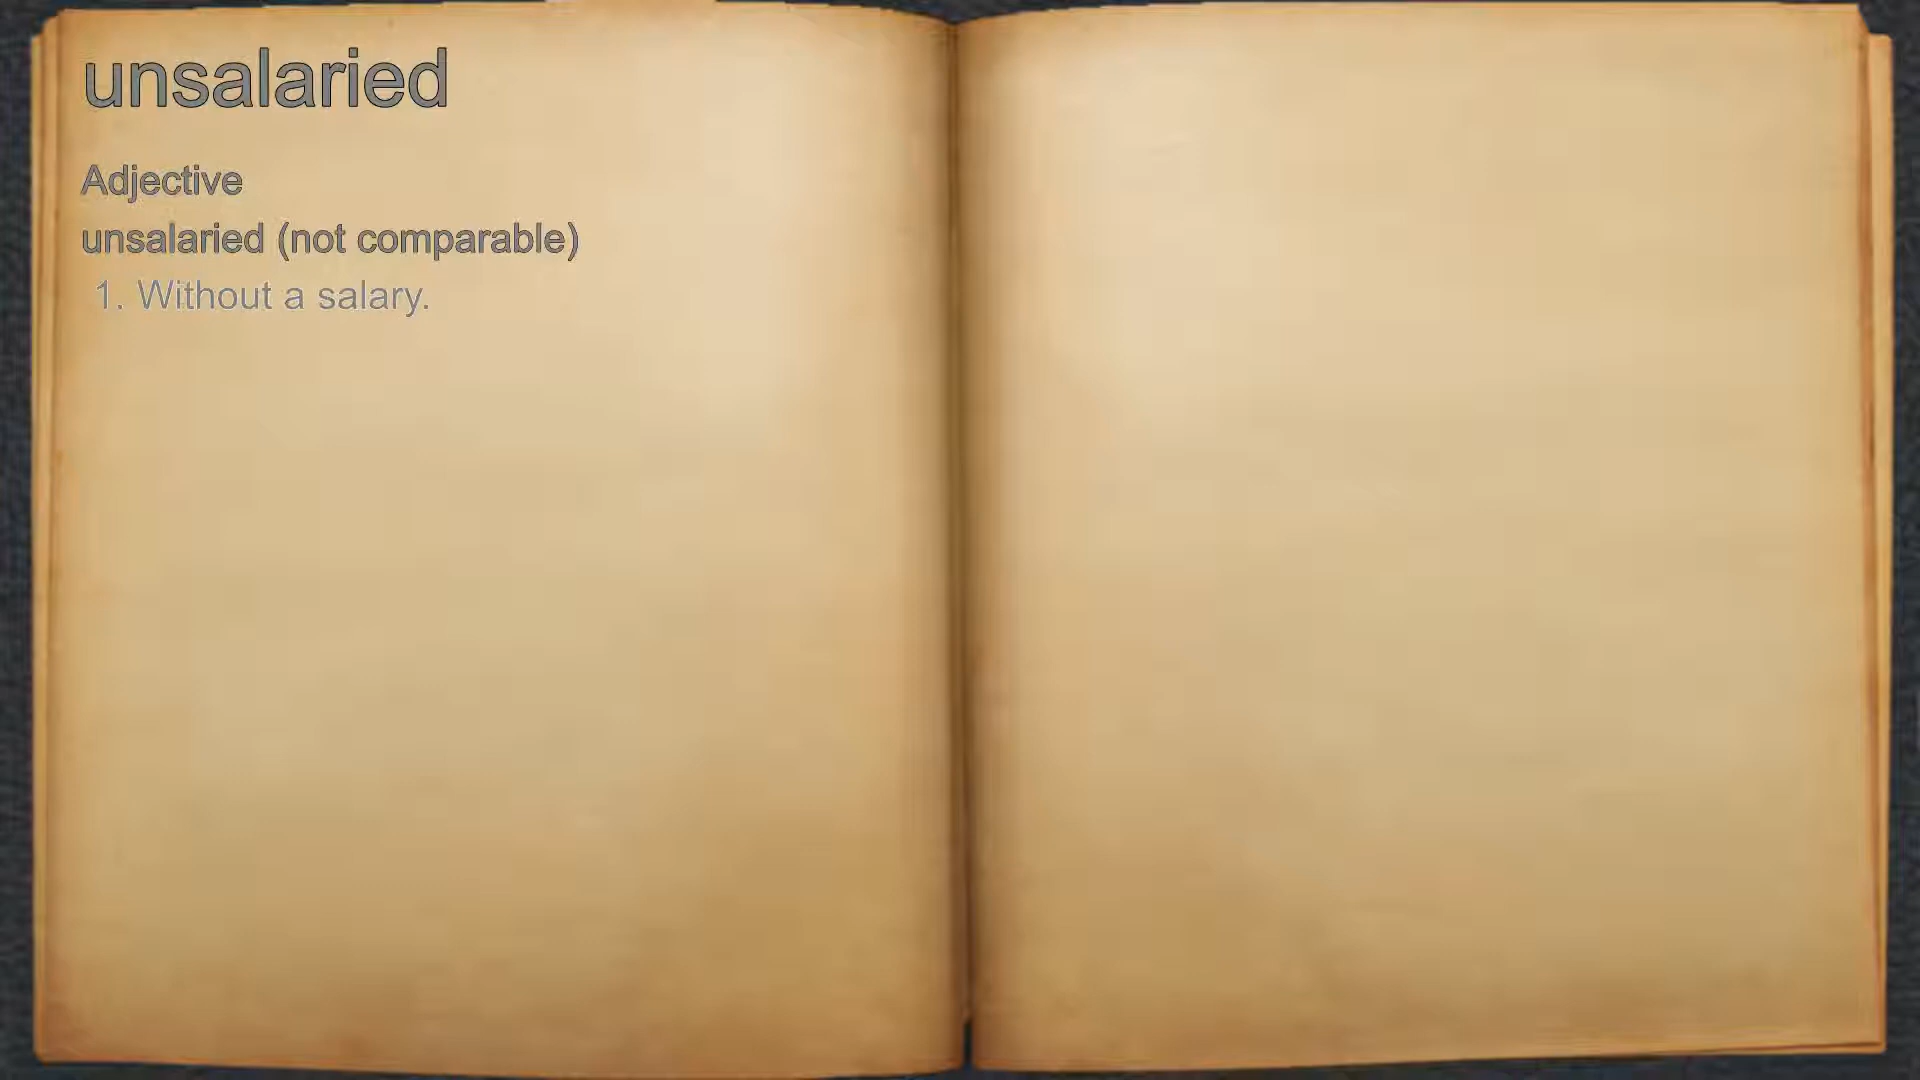 unsalaried
Adjective
unsalaried (not comparable)
1. Without a salary.